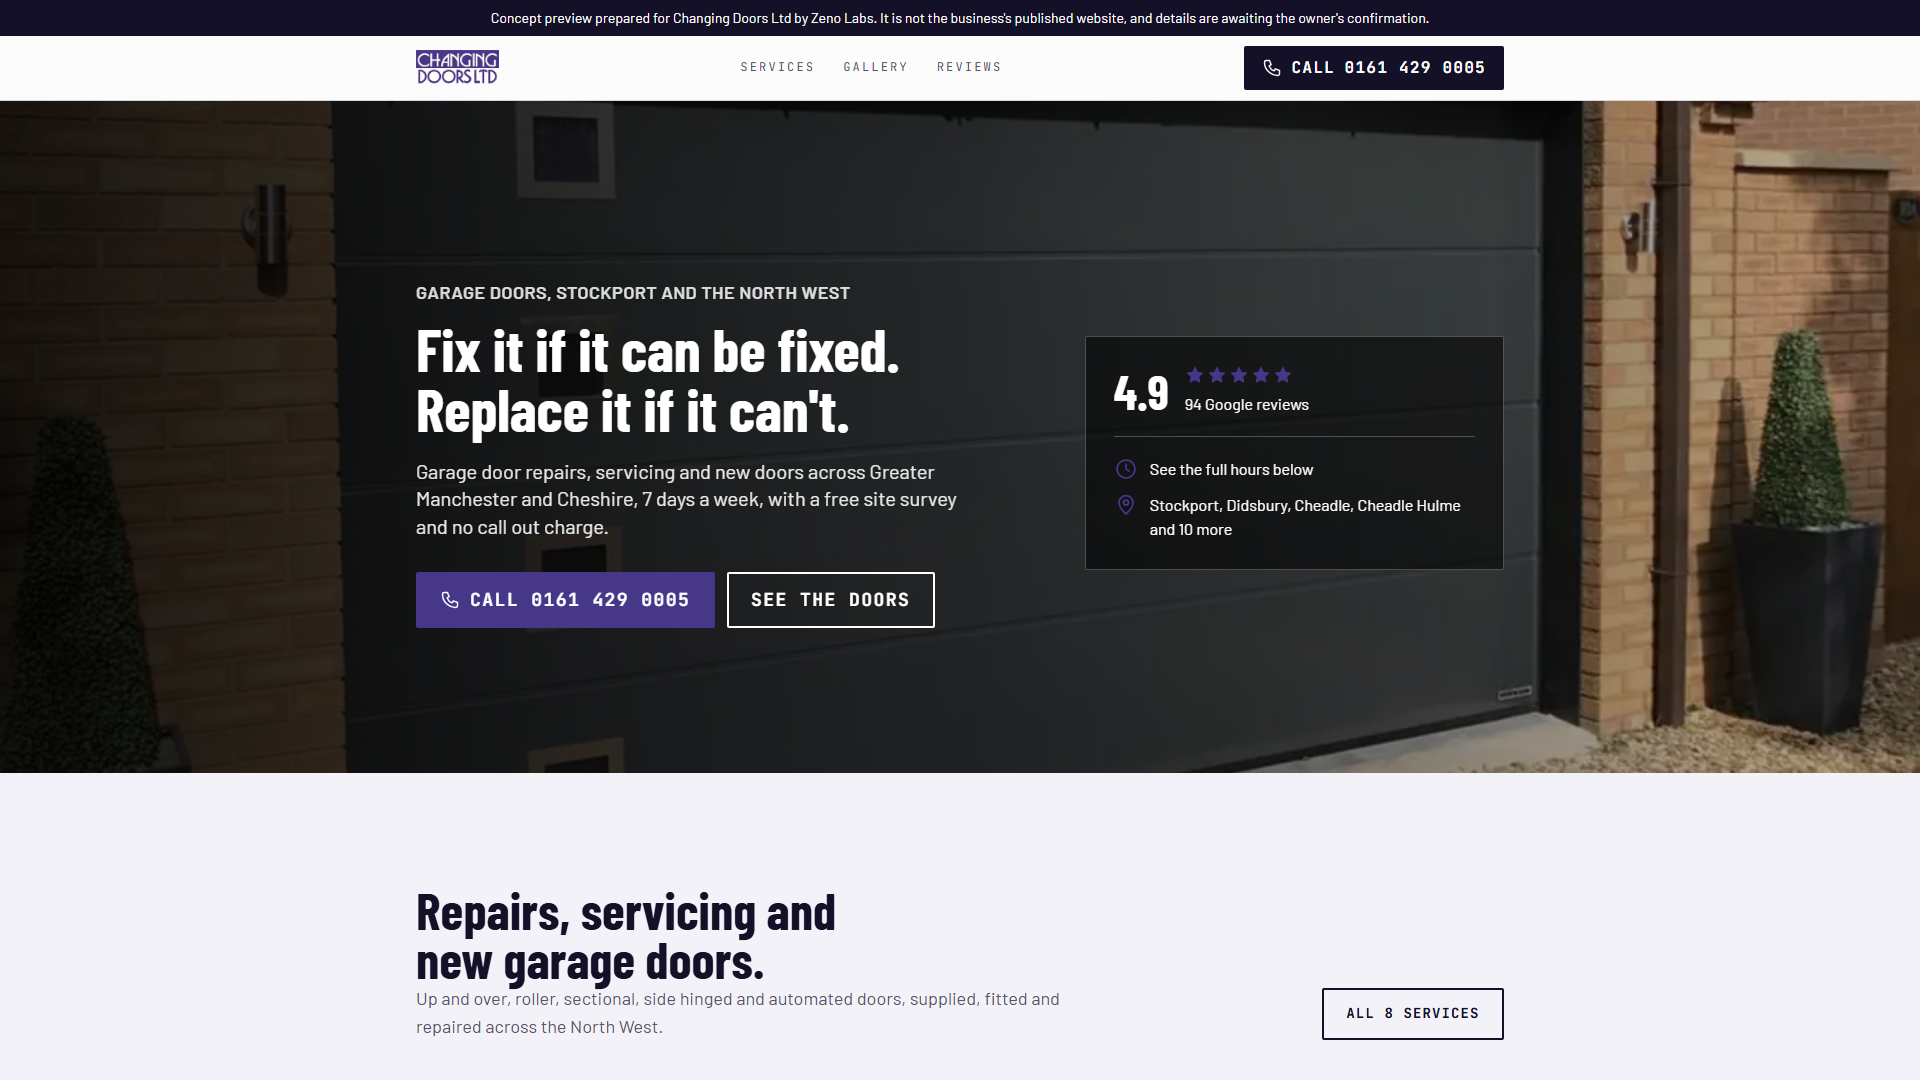 Concept preview prepared for Changing Doors Ltd by Zeno Labs. It is not the business's published website, and details are awaiting the owner's confirmation.
CHANGING
DOORS LTD
SERVICES
GALLERY
REVIEWS
CALL 0161 429 0005
GARAGE DOORS, STOCKPORT AND THE NORTH WEST
Fix it if it can be fixed.
Replace it if it can't.
Garage door repairs, servicing and new doors across Greater
Manchester and Cheshire, 7 days a week, with a free site survey
and no call out charge.
CALL 0161 429 0005
SEE THE DOORS
4.9
94 Google reviews
See the full hours below
Stockport, Didsbury, Cheadle, Cheadle Hulme
and 10 more
Repairs, servicing and
new garage doors.
Up and over, roller, sectional, side hinged and automated doors, supplied, fitted and
repaired across the North West.
ALL 8 SERVICES